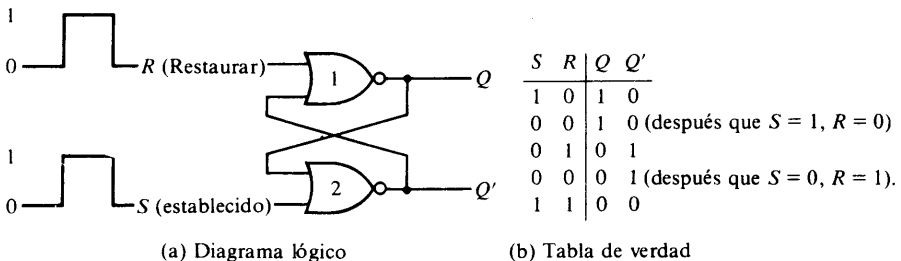 1
0
R (Restaurar)
1
Q
1
0
S (establecido)
2
Q'
(a) Diagrama lógico
S R Q Q'
1 0 1 0
0 0 1 0 (después que S = 1, R = 0)
0 1 0 1
0 0 0 1 (después que S = 0, R = 1).
1 1 0 0
(b) Tabla de verdad